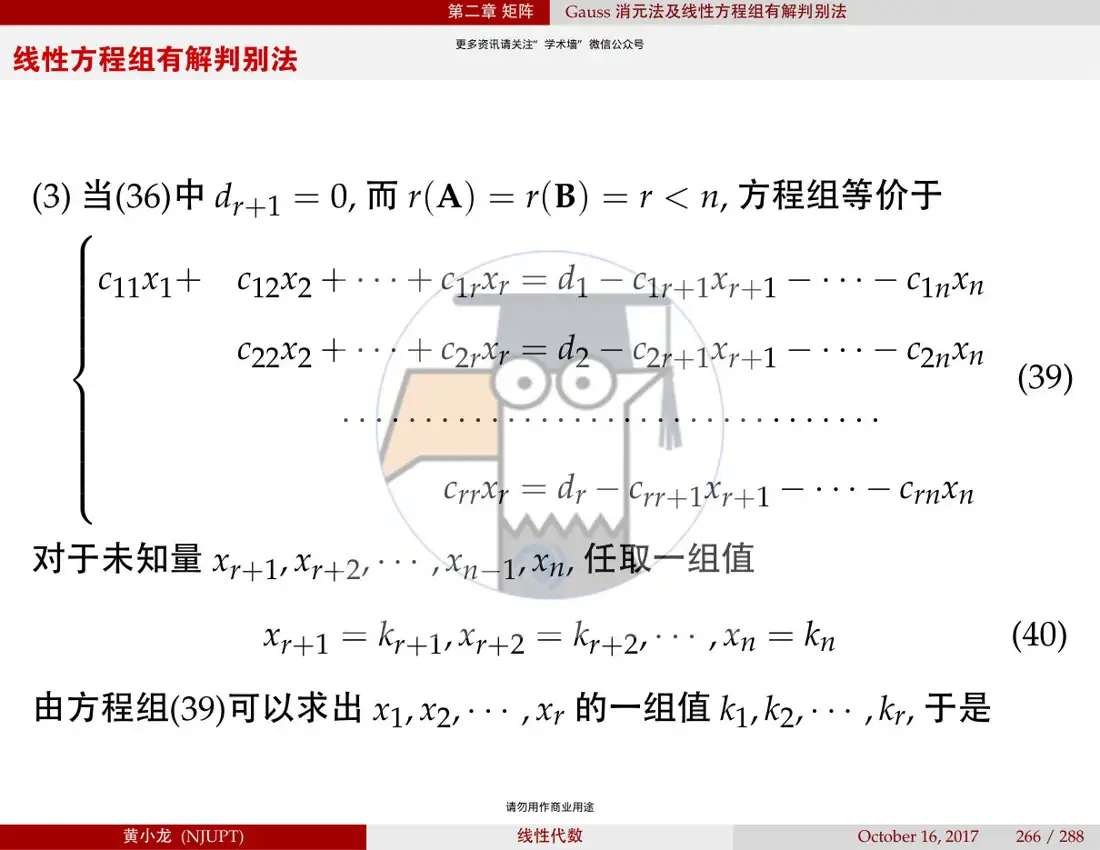 第二章 矩阵 Gauss 消元法及线性方程组有解判别法
更多资讯请关注“学术墙”微信公众号
线性方程组有解判别法
(3) 当(36)中 d_{r+1} = 0, 而 r(A) = r(B) = r < n, 方程组等价于
c_{11}x_1+ c_{12}x_2 + · · · + c_{1r}x_r = d_1 − c_{1r+1}x_{r+1} − · · · − c_{1n}x_n
c_{22}x_2 + · · · + c_{2r}x_r = d_2 − c_{2r+1}x_{r+1} − · · · − c_{2n}x_n
(39)
· · · · · · · · · · · · · · · · · · · · · · · · · · · · · · · · ·
c_{rr}x_r = d_r − c_{rr+1}x_{r+1} − · · · − c_{rn}x_n
对于未知量 x_{r+1}, x_{r+2}, · · · , x_{n−1}, x_n, 任取一组值
x_{r+1} = k_{r+1}, x_{r+2} = k_{r+2}, · · · , x_n = k_n (40)
由方程组(39)可以求出 x_1, x_2, · · · , x_r 的一组值 k_1, k_2, · · · , k_r, 于是
请勿用作商业用途
黄小龙 (NJUPT) 线性代数 October 16, 2017 266 / 288